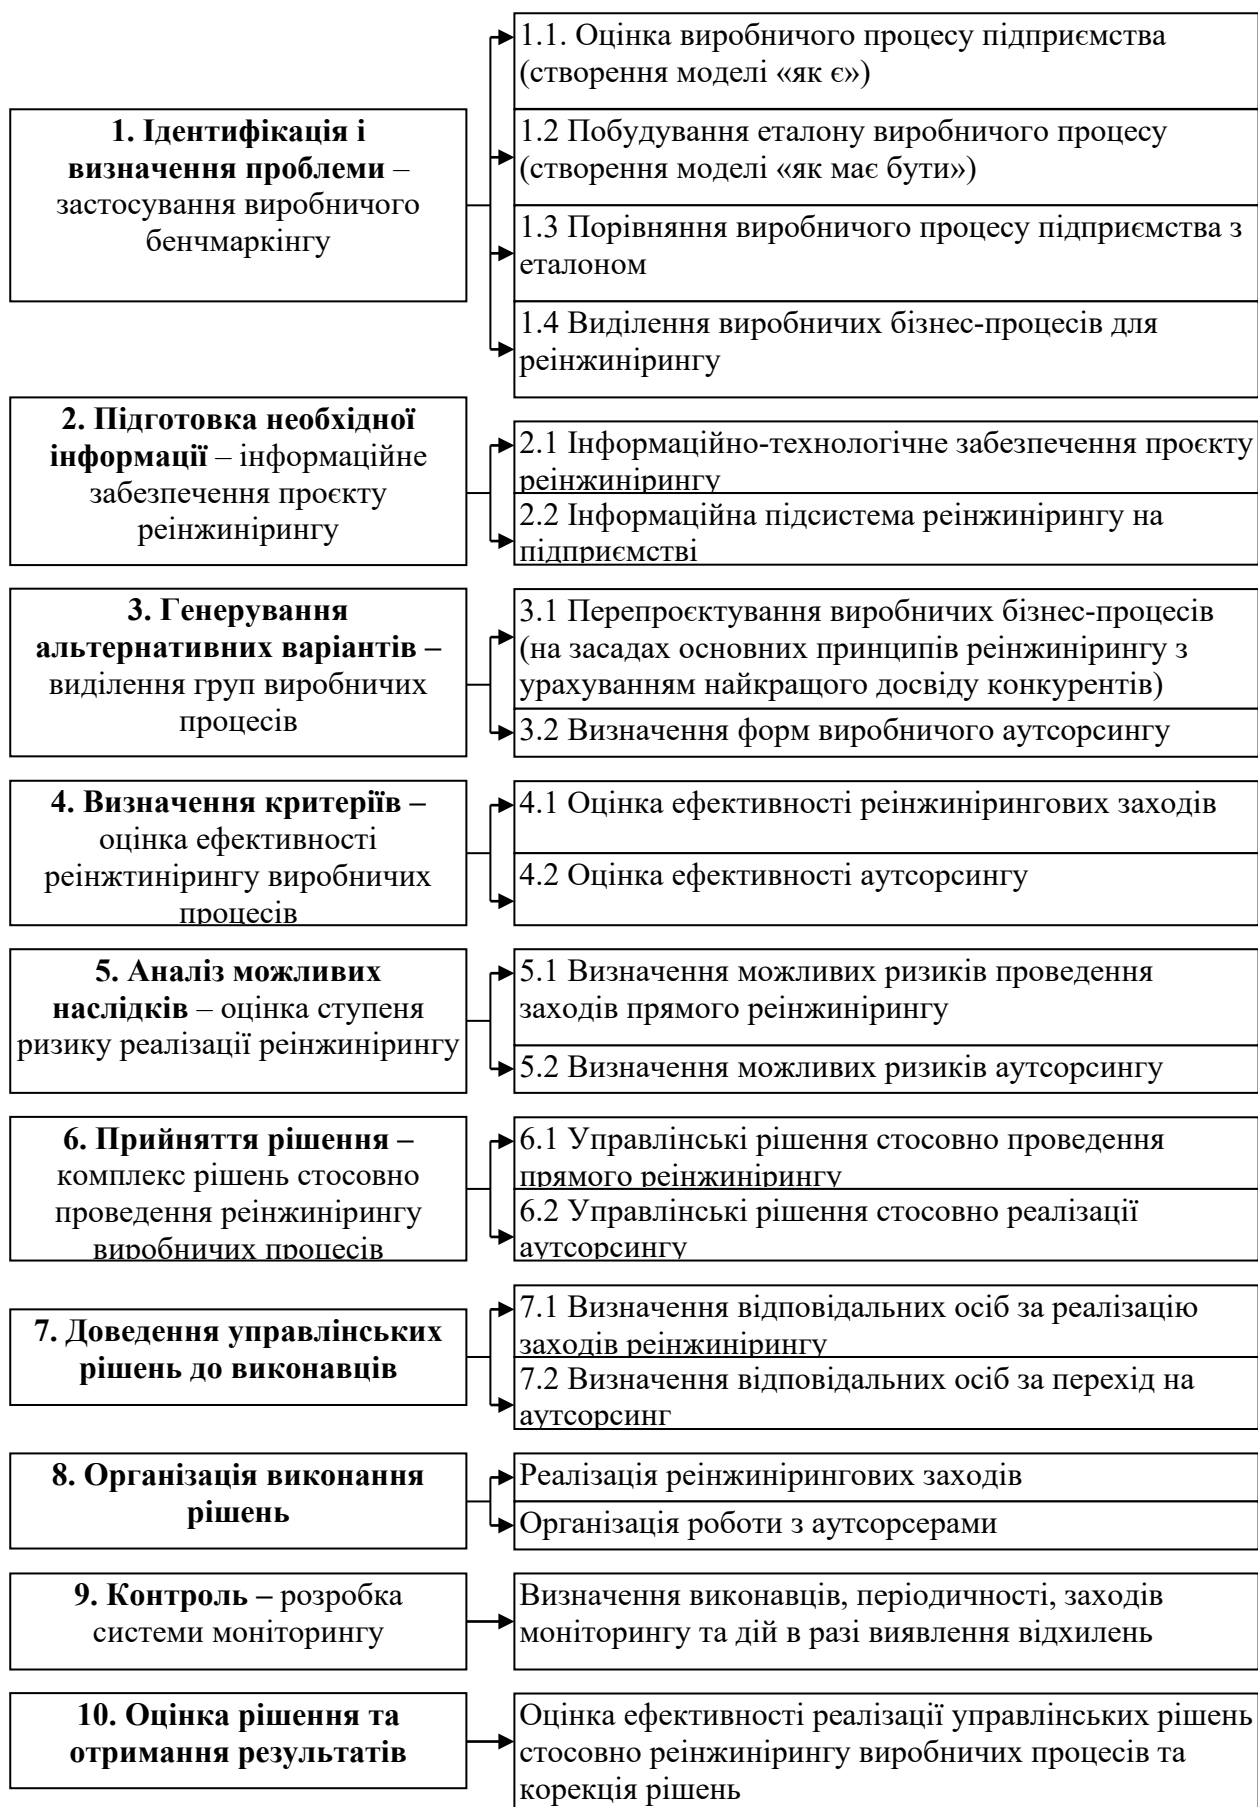 1. Ідентифікація і
визначення проблеми –
застосування виробничого
бенчмаркінгу
1.1. Оцінка виробничого процесу підприємства
(створення моделі «як є»)
1.2 Побудування еталону виробничого процесу
(створення моделі «як має бути»)
1.3 Порівняння виробничого процесу підприємства з
еталоном
1.4 Виділення виробничих бізнес-процесів для
реінжинірингу
2. Підготовка необхідної
інформації – інформаційне
забезпечення проєкту
реінжинірингу
2.1 Інформаційно-технологічне забезпечення проєкту
реінжинірингу
2.2 Інформаційна підсистема реінжинірингу на
підприємстві
3. Генерування
альтернативних варіантів –
виділення груп виробничих
процесів
3.1 Перепроєктування виробничих бізнес-процесів
(на засадах основних принципів реінжинірингу з
урахуванням найкращого досвіду конкурентів)
3.2 Визначення форм виробничого аутсорсингу
4. Визначення критеріїв –
оцінка ефективності
реінжтинірингу виробничих
процесів
4.1 Оцінка ефективності реінжинірингових заходів
4.2 Оцінка ефективності аутсорсингу
5. Аналіз можливих
наслідків – оцінка ступеня
ризику реалізації реінжинірингу
5.1 Визначення можливих ризиків проведення
заходів прямого реінжинірингу
5.2 Визначення можливих ризиків аутсорсингу
6. Прийняття рішення –
комплекс рішень стосовно
проведення реінжинірингу
виробничих процесів
6.1 Управлінські рішення стосовно проведення
прямого реінжинірингу
6.2 Управлінські рішення стосовно реалізації
аутсорсингу
7. Доведення управлінських
рішень до виконавців
7.1 Визначення відповідальних осіб за реалізацію
заходів реінжинірингу
7.2 Визначення відповідальних осіб за перехід на
аутсорсинг
8. Організація виконання
рішень
Реалізація реінжинірингових заходів
Організація роботи з аутсорсерами
9. Контроль – розробка
системи моніторингу
Визначення виконавців, періодичності, заходів
моніторингу та дій в разі виявлення відхилень
10. Оцінка рішення та
отримання результатів
Оцінка ефективності реалізації управлінських рішень
стосовно реінжинірингу виробничих процесів та
корекція рішень